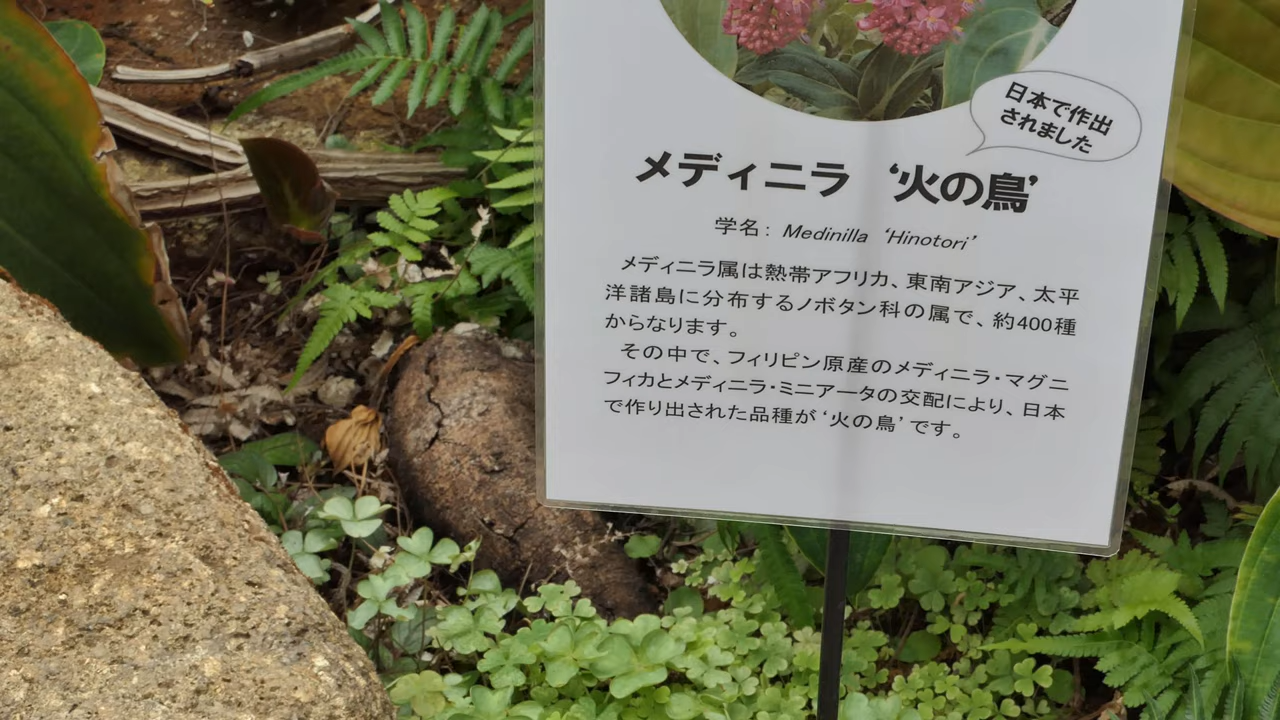 日本で作出
されました
メディニラ ‘火の鳥’
学名： Medinilla ‘Hinotori’
メディニラ属は熱帯アフリカ、東南アジア、太平
洋諸島に分布するノボタン科の属で、約400種
からなります。
その中で、フィリピン原産のメディニラ・マグニ
フィカとメディニラ・ミニアータの交配により、日本
で作り出された品種が‘火の鳥’です。